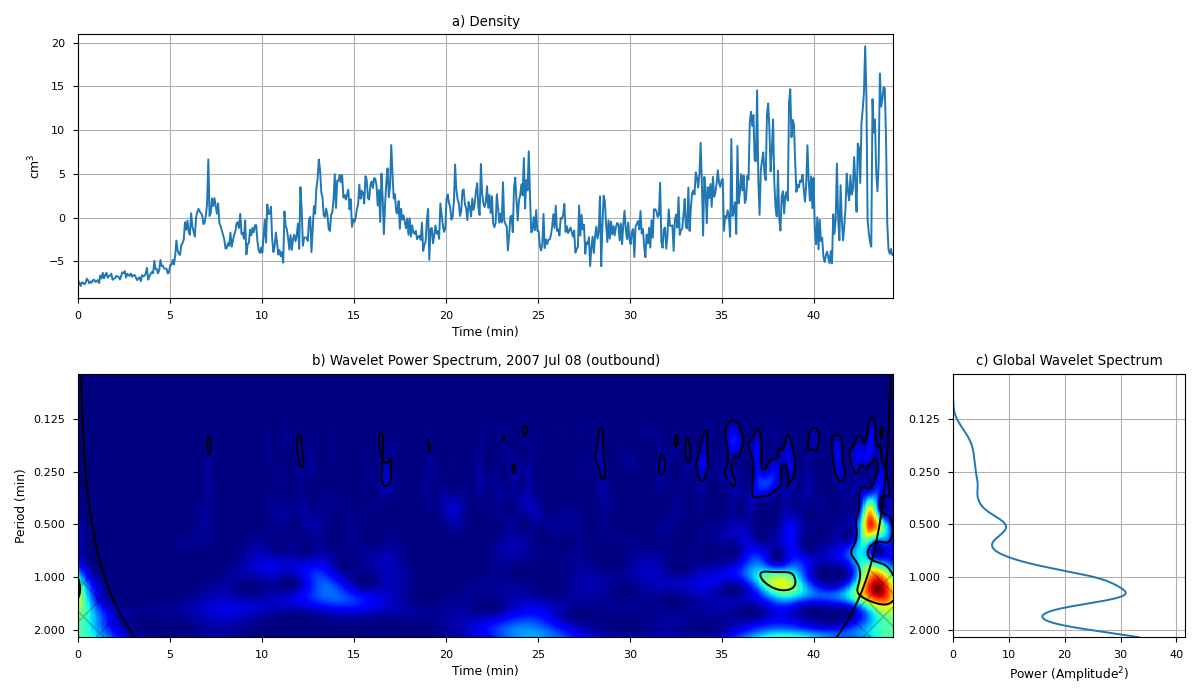 a) Density
20
15
10
5
0
−5
cm³
0 5 10 15 20 25 30 35 40
Time (min)
b) Wavelet Power Spectrum, 2007 Jul 08 (outbound)
0.125
0.250
0.500
1.000
2.000
Period (min)
0 5 10 15 20 25 30 35 40
Time (min)
c) Global Wavelet Spectrum
0.125
0.250
0.500
1.000
2.000
0 10 20 30 40
Power (Amplitude²)